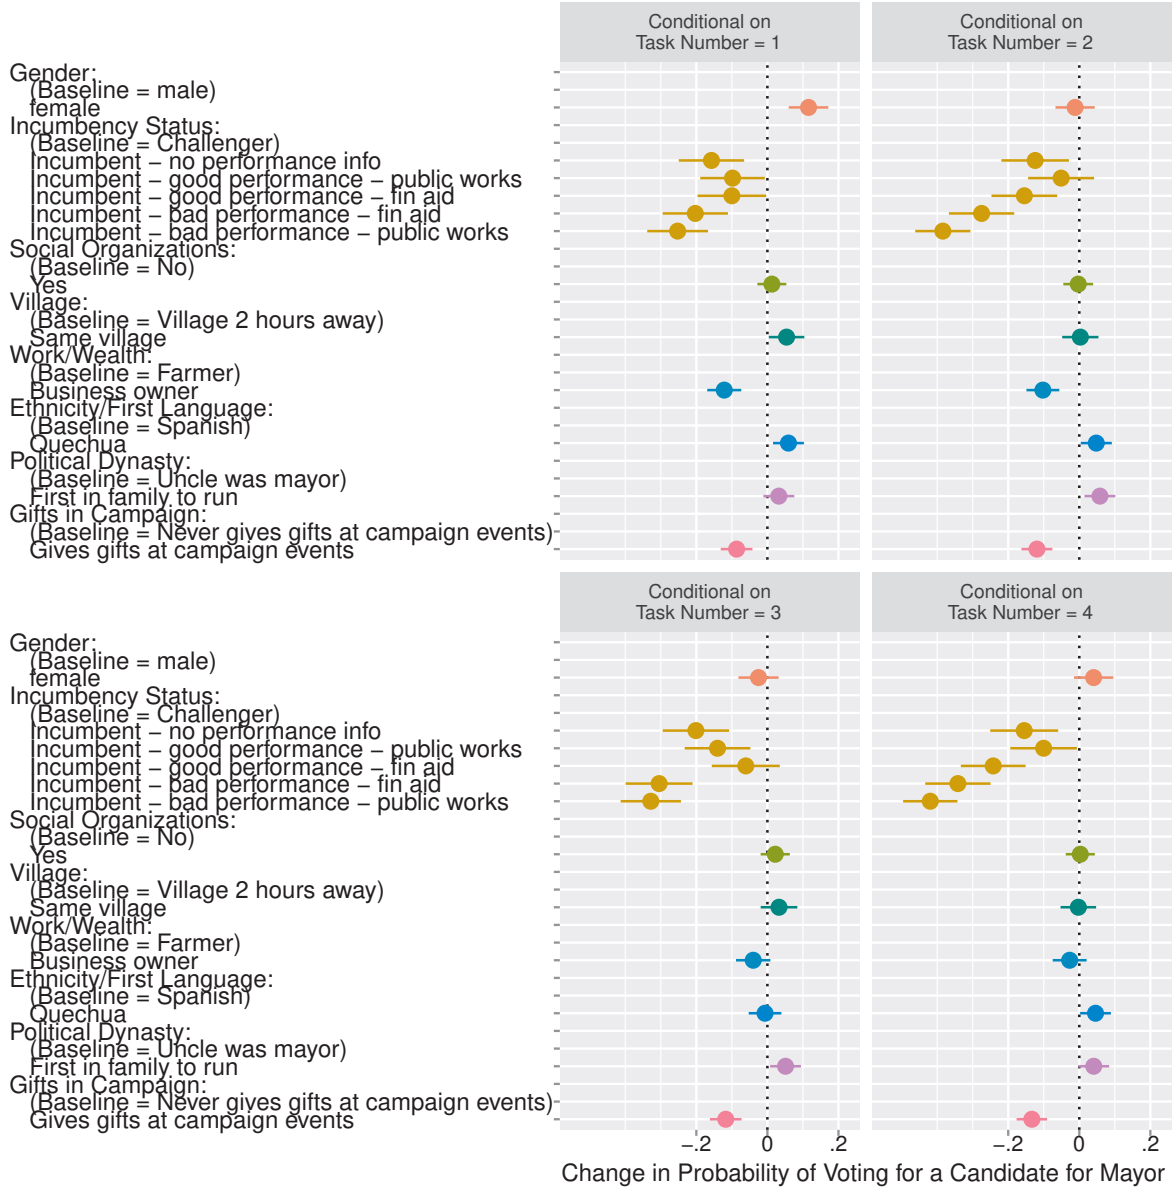 Conditional on
Task Number = 1
Conditional on
Task Number = 2
Gender:
(Baseline = male)
female
Incumbency Status:
(Baseline = Challenger)
Incumbent − no performance info
Incumbent − good performance − public works
Incumbent − good performance − fin aid
Incumbent − bad performance − fin aid
Incumbent − bad performance − public works
Social Organizations:
(Baseline = No)
Yes
Village:
(Baseline = Village 2 hours away)
Same village
Work/Wealth:
(Baseline = Farmer)
Business owner
Ethnicity/First Language:
(Baseline = Spanish)
Quechua
Political Dynasty:
(Baseline = Uncle was mayor)
First in family to run
Gifts in Campaign:
(Baseline = Never gives gifts at campaign events)
Gives gifts at campaign events
Conditional on
Task Number = 3
Conditional on
Task Number = 4
Gender:
(Baseline = male)
female
Incumbency Status:
(Baseline = Challenger)
Incumbent − no performance info
Incumbent − good performance − public works
Incumbent − good performance − fin aid
Incumbent − bad performance − fin aid
Incumbent − bad performance − public works
Social Organizations:
(Baseline = No)
Yes
Village:
(Baseline = Village 2 hours away)
Same village
Work/Wealth:
(Baseline = Farmer)
Business owner
Ethnicity/First Language:
(Baseline = Spanish)
Quechua
Political Dynasty:
(Baseline = Uncle was mayor)
First in family to run
Gifts in Campaign:
(Baseline = Never gives gifts at campaign events)
Gives gifts at campaign events
−.2 0 .2 −.2 0 .2
Change in Probability of Voting for a Candidate for Mayor